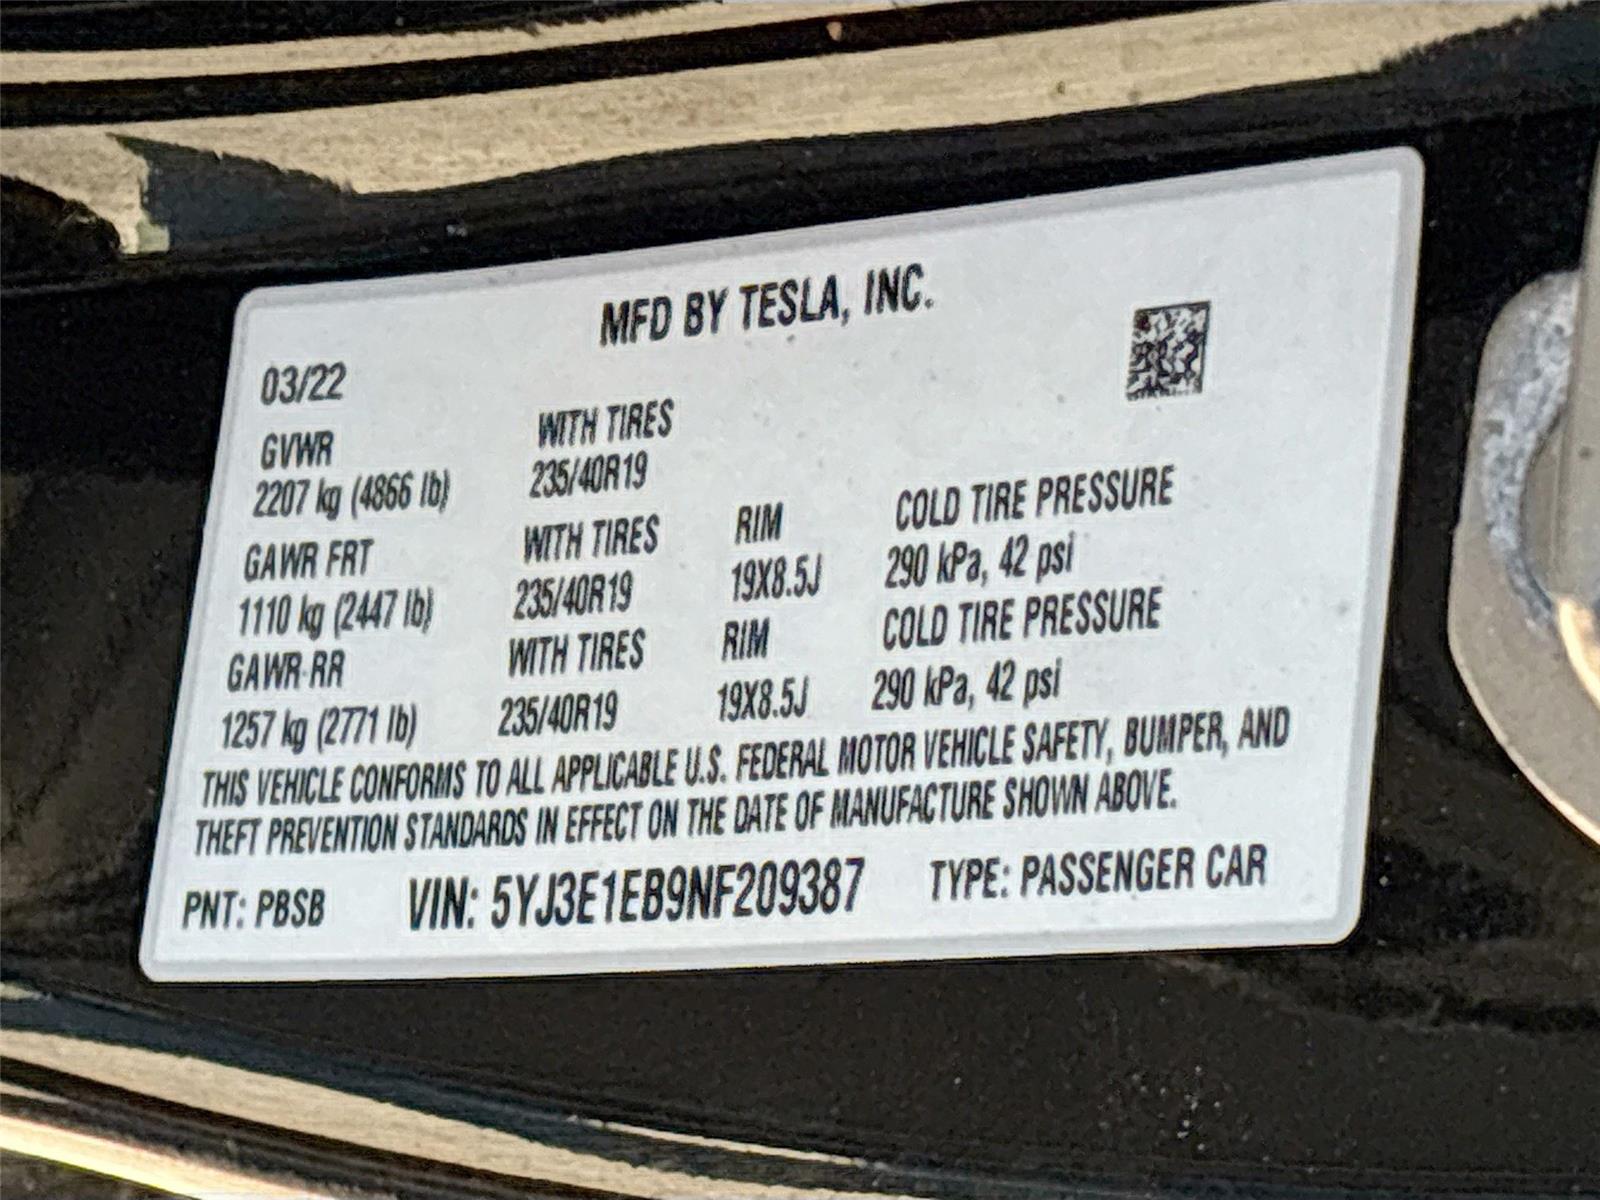 MFD BY TESLA, INC.
03/22
GVWR WITH TIRES
2207 kg (4866 lb) 235/40R19
GAWR FRT WITH TIRES RIM COLD TIRE PRESSURE
1110 kg (2447 lb) 235/40R19 19X8.5J 290 kPa, 42 psi
GAWR RR WITH TIRES RIM COLD TIRE PRESSURE
1257 kg (2771 lb) 235/40R19 19X8.5J 290 kPa, 42 psi
THIS VEHICLE CONFORMS TO ALL APPLICABLE U.S. FEDERAL MOTOR VEHICLE SAFETY, BUMPER, AND
THEFT PREVENTION STANDARDS IN EFFECT ON THE DATE OF MANUFACTURE SHOWN ABOVE.
PNT: PBSB VIN: 5YJ3E1EB9NF209387 TYPE: PASSENGER CAR